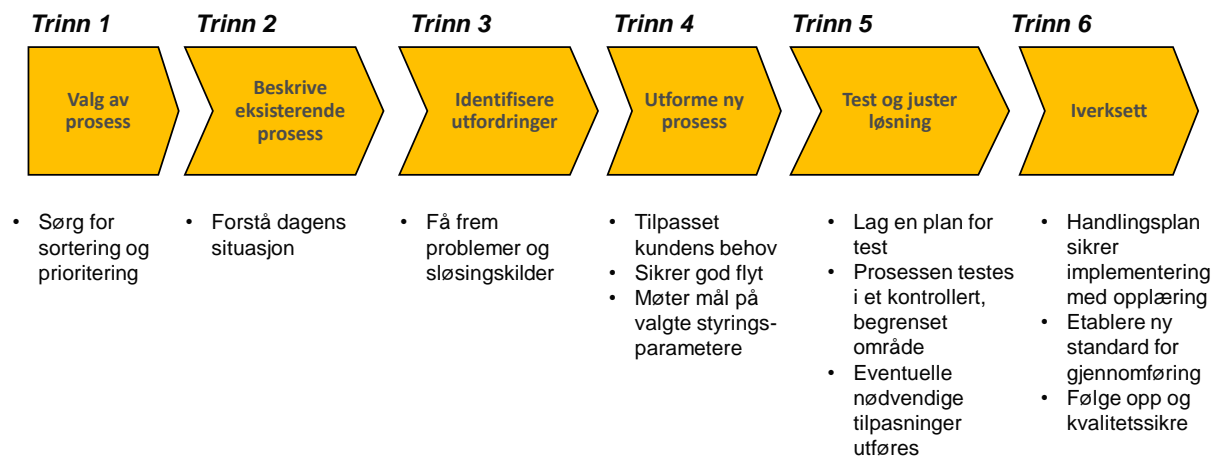 Trinn 1
Trinn 2
Trinn 3
Trinn 4
Trinn 5
Trinn 6
Valg av
prosess
Beskrive
eksisterende
prosess
Identifisere
utfordringer
Utforme ny
prosess
Test og juster
løsning
Iverksett
• Sørg for
sortering og
prioritering
• Forstå dagens
situasjon
• Få frem
problemer og
sløsingskilder
• Tilpasset
kundens behov
• Sikrer god flyt
• Møter mål på
valgte styrings-
parametere
• Lag en plan for
test
• Prosessen testes
i et kontrollert,
begrenset
område
• Eventuelle
nødvendige
tilpasninger
utføres
• Handlingsplan
sikrer
implementering
med opplæring
• Etablere ny
standard for
gjennomføring
• Følge opp og
kvalitetssikre